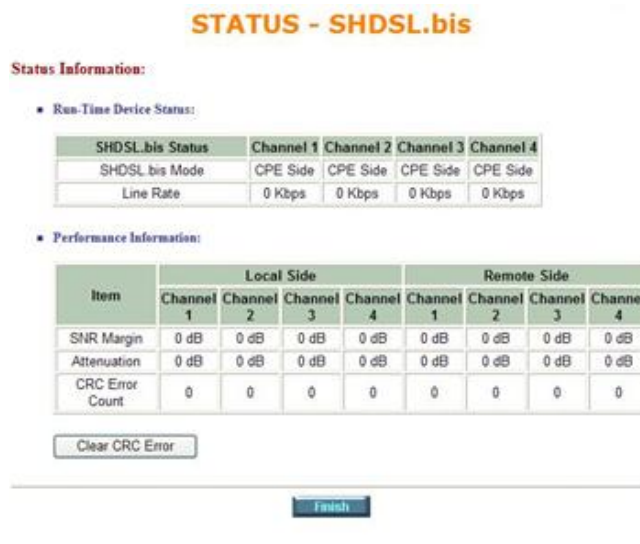 STATUS - SHDSL.bis
Status Information:
Run-Time Device Status:
SHDSL.bis Status Channel 1 Channel 2 Channel 3 Channel 4
SHDSL.bis Mode CPE Side CPE Side CPE Side CPE Side
Line Rate 0 Kbps 0 Kbps 0 Kbps 0 Kbps
Performance Information:
Item Local Side Remote Side
Channel 1 Channel 2 Channel 3 Channel 4 Channel 1 Channel 2 Channel 3 Channe 4
SNR Margin 0 dB 0 dB 0 dB 0 dB 0 dB 0 dB 0 dB 0 dB
Attenuation 0 dB 0 dB 0 dB 0 dB 0 dB 0 dB 0 dB 0 dB
CRC Error Count 0 0 0 0 0 0 0 0
Clear CRC Error
Finish